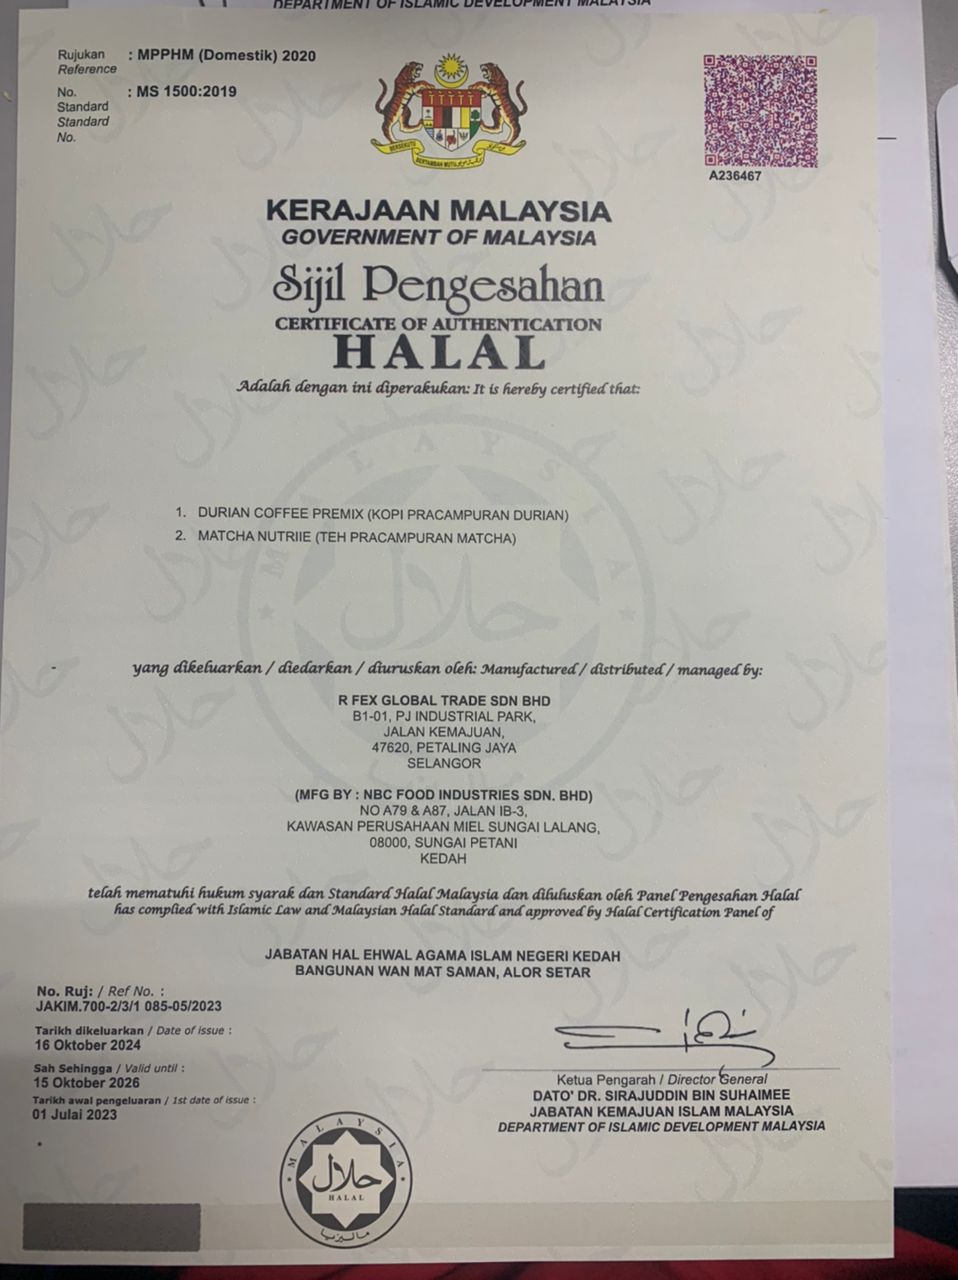 DEPARTMENT OF ISLAMIC DEVELOPMENT MALAYSIA
Rujukan : MPPHM (Domestik) 2020
Reference
No. : MS 1500:2019
Standard
Standard
No.
A236467
KERAJAAN MALAYSIA
GOVERNMENT OF MALAYSIA
Sijil Pengesahan
CERTIFICATE OF AUTHENTICATION
HALAL
Adalah dengan ini diperakukan: It is hereby certified that:
1. DURIAN COFFEE PREMIX (KOPI PRACAMPURAN DURIAN)
2. MATCHA NUTRIIE (TEH PRACAMPURAN MATCHA)
yang dikeluarkan / diedarkan / diuruskan oleh: Manufactured / distributed / managed by:
R FEX GLOBAL TRADE SDN BHD
B1-01, PJ INDUSTRIAL PARK,
JALAN KEMAJUAN,
47620, PETALING JAYA
SELANGOR
(MFG BY : NBC FOOD INDUSTRIES SDN. BHD)
NO A79 & A87, JALAN IB-3,
KAWASAN PERUSAHAAN MIEL SUNGAI LALANG,
08000, SUNGAI PETANI
KEDAH
telah mematuhi hukum syarak dan Standard Halal Malaysia dan diluluskan oleh Panel Pengesahan Halal
has complied with Islamic Law and Malaysian Halal Standard and approved by Halal Certification Panel of
JABATAN HAL EHWAL AGAMA ISLAM NEGERI KEDAH
BANGUNAN WAN MAT SAMAN, ALOR SETAR
No. Ruj: / Ref No. :
JAKIM.700-2/3/1 085-05/2023
Tarikh dikeluarkan / Date of issue :
16 Oktober 2024
Sah Sehingga / Valid until :
15 Oktober 2026
Tarikh awal pengeluaran / 1st date of issue :
01 Julai 2023
Ketua Pengarah / Director General
DATO' DR. SIRAJUDDIN BIN SUHAIMEE
JABATAN KEMAJUAN ISLAM MALAYSIA
DEPARTMENT OF ISLAMIC DEVELOPMENT MALAYSIA
MALAYSIA
حلال
HALAL
ماليزيا